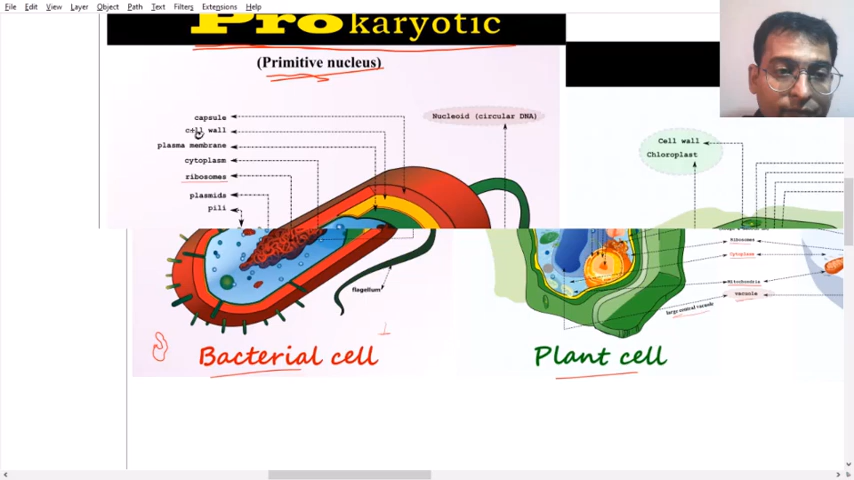 File Edit View Layer Object Path Text Filters Extensions Help
Prokaryotic
(Primitive nucleus)
capsule
cell wall
plasma membrane
cytoplasm
ribosomes
plasmids
pili
Nucleoid (circular DNA)
flagellum
Bacterial cell
Cell wall
Chloroplast
Ribosomes
Cytoplasm
Mitochondria
vacuole
large central vacuole
Plant cell